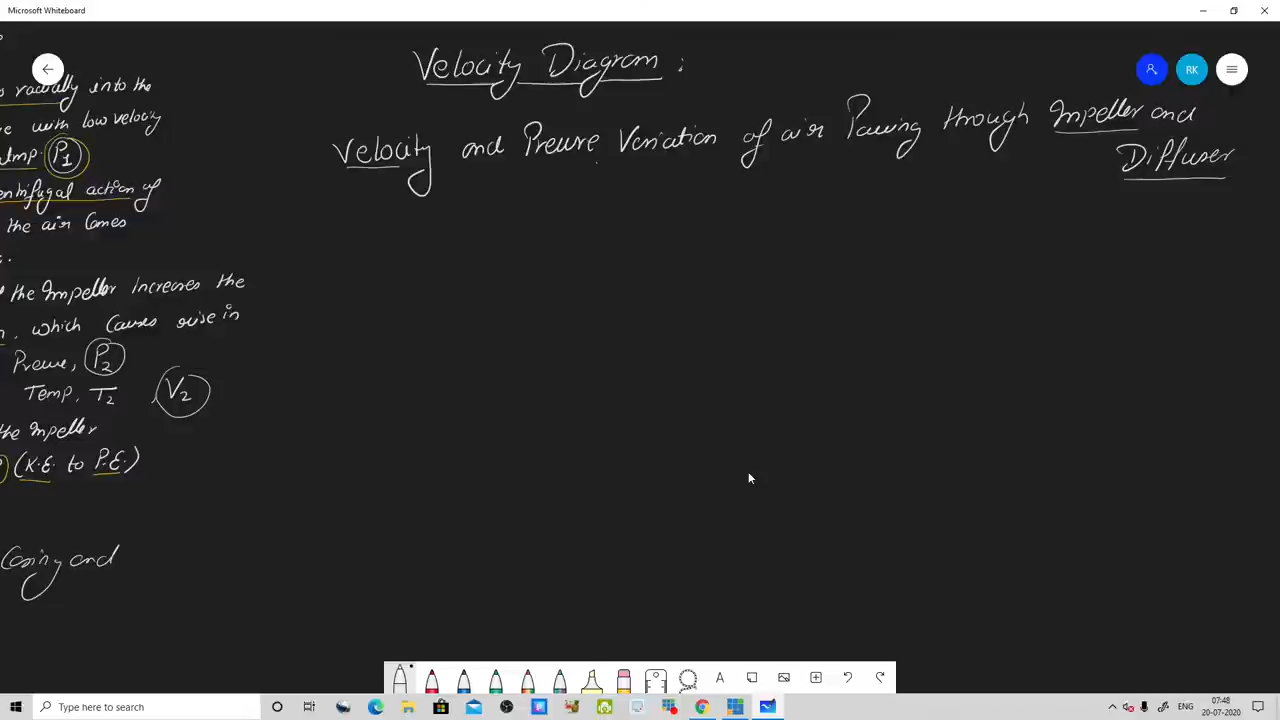 Microsoft Whiteboard
radially into the
with low velocity
P1
centrifugal action of
the air Comes
the Impeller increases the
, which Causes rise in
Pressure, P2
Temp, T2 , V2
the Impeller
(K.E. to P.E.)
Casing and
Velocity Diagram :
Velocity and Pressure Variation of air Passing through Impeller and
Diffuser
RK
Type here to search
ENG
07:48
20-07-2020